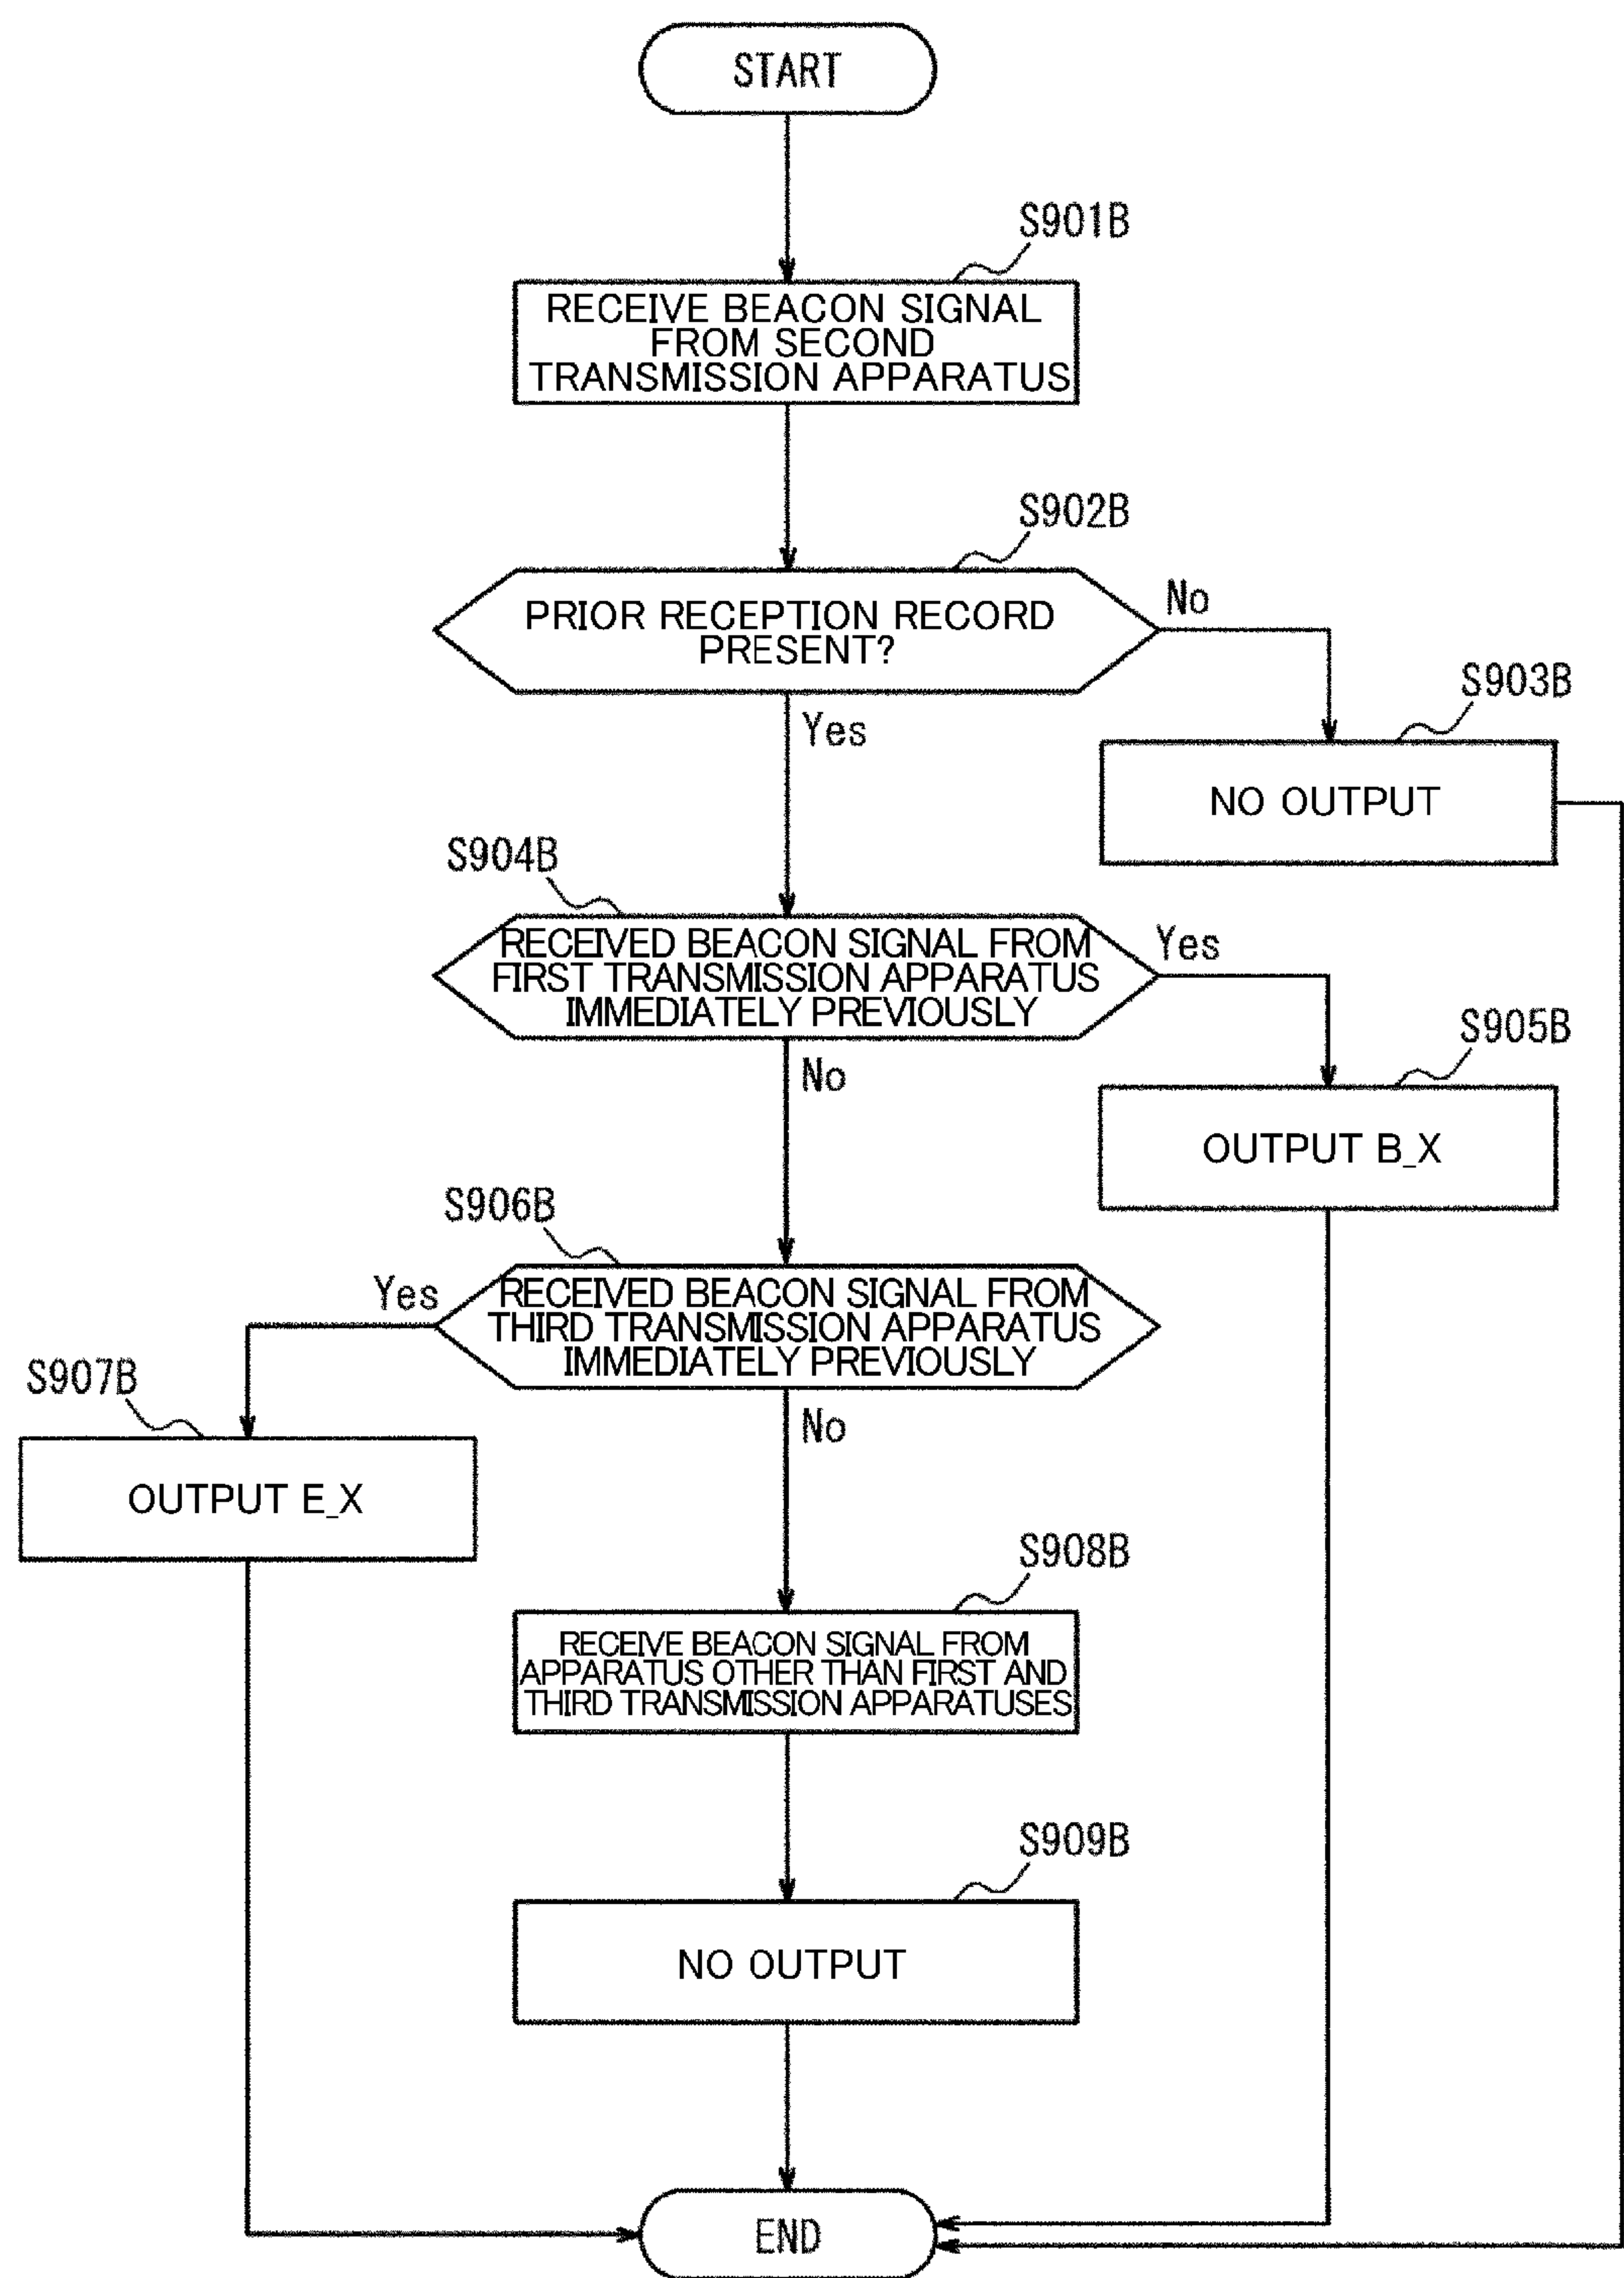 START
S901B
RECEIVE BEACON SIGNAL
FROM SECOND
TRANSMISSION APPARATUS
S902B
PRIOR RECEPTION RECORD
PRESENT?
No
Yes
S903B
NO OUTPUT
S904B
RECEIVED BEACON SIGNAL FROM
FIRST TRANSMISSION APPARATUS
IMMEDIATELY PREVIOUSLY
Yes
No
S905B
OUTPUT B_X
S906B
RECEIVED BEACON SIGNAL FROM
THIRD TRANSMISSION APPARATUS
IMMEDIATELY PREVIOUSLY
Yes
No
S907B
OUTPUT E_X
S908B
RECEIVE BEACON SIGNAL FROM
APPARATUS OTHER THAN FIRST AND
THIRD TRANSMISSION APPARATUSES
S909B
NO OUTPUT
END